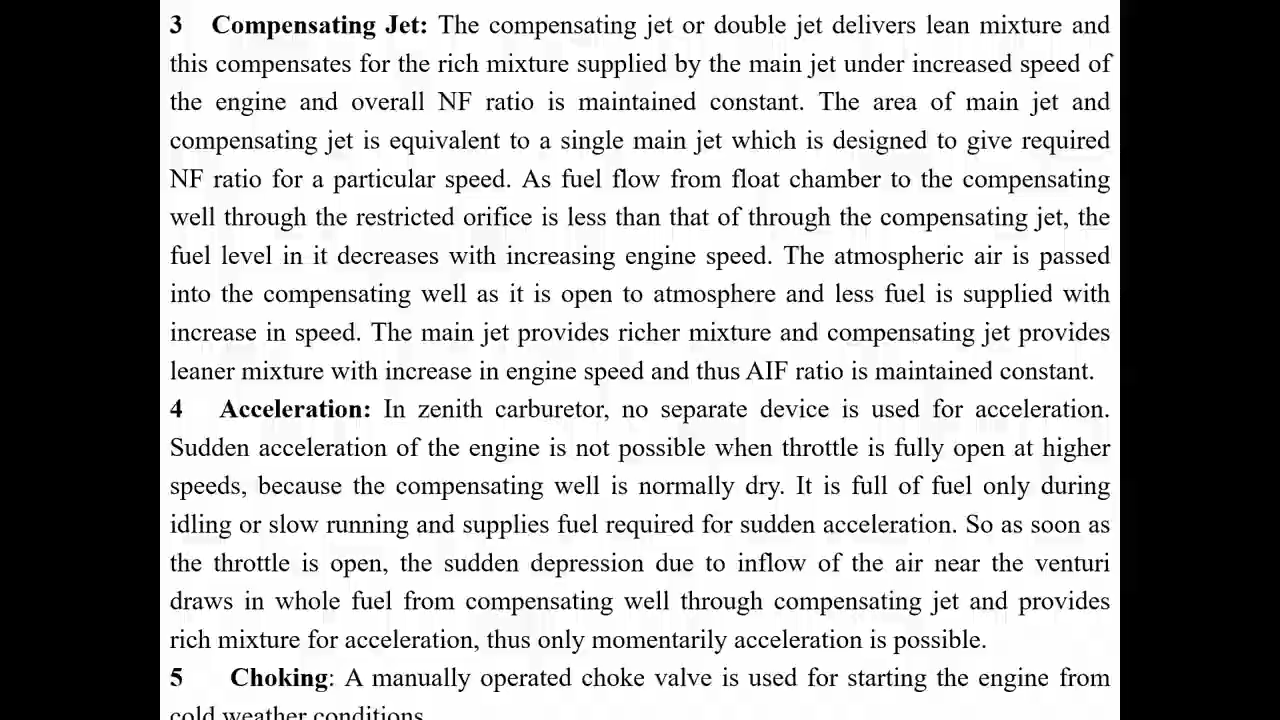 3 Compensating Jet: The compensating jet or double jet delivers lean mixture and
this compensates for the rich mixture supplied by the main jet under increased speed of
the engine and overall NF ratio is maintained constant. The area of main jet and
compensating jet is equivalent to a single main jet which is designed to give required
NF ratio for a particular speed. As fuel flow from float chamber to the compensating
well through the restricted orifice is less than that of through the compensating jet, the
fuel level in it decreases with increasing engine speed. The atmospheric air is passed
into the compensating well as it is open to atmosphere and less fuel is supplied with
increase in speed. The main jet provides richer mixture and compensating jet provides
leaner mixture with increase in engine speed and thus AIF ratio is maintained constant.
4 Acceleration: In zenith carburetor, no separate device is used for acceleration.
Sudden acceleration of the engine is not possible when throttle is fully open at higher
speeds, because the compensating well is normally dry. It is full of fuel only during
idling or slow running and supplies fuel required for sudden acceleration. So as soon as
the throttle is open, the sudden depression due to inflow of the air near the venturi
draws in whole fuel from compensating well through compensating jet and provides
rich mixture for acceleration, thus only momentarily acceleration is possible.
5 Choking: A manually operated choke valve is used for starting the engine from
cold weather conditions.